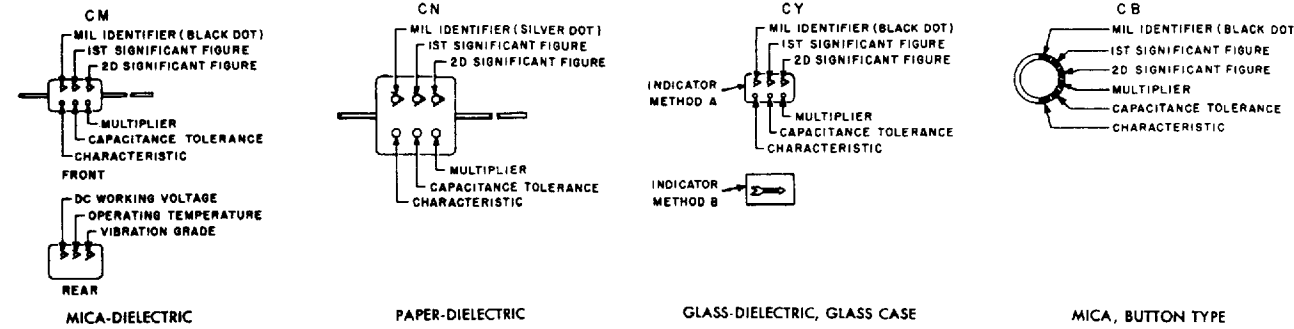 CM
MIL IDENTIFIER (BLACK DOT)
1ST SIGNIFICANT FIGURE
2D SIGNIFICANT FIGURE
MULTIPLIER
CAPACITANCE TOLERANCE
CHARACTERISTIC
FRONT
DC WORKING VOLTAGE
OPERATING TEMPERATURE
VIBRATION GRADE
REAR
MICA-DIELECTRIC
CN
MIL IDENTIFIER (SILVER DOT)
1ST SIGNIFICANT FIGURE
2D SIGNIFICANT FIGURE
MULTIPLIER
CAPACITANCE TOLERANCE
CHARACTERISTIC
PAPER-DIELECTRIC
CY
MIL IDENTIFIER (BLACK DOT)
1ST SIGNIFICANT FIGURE
2D SIGNIFICANT FIGURE
INDICATOR
METHOD A
MULTIPLIER
CAPACITANCE TOLERANCE
CHARACTERISTIC
INDICATOR
METHOD B
GLASS-DIELECTRIC, GLASS CASE
CB
MIL IDENTIFIER (BLACK DOT
1ST SIGNIFICANT FIGURE
2D SIGNIFICANT FIGURE
MULTIPLIER
CAPACITANCE TOLERANCE
CHARACTERISTIC
MICA, BUTTON TYPE